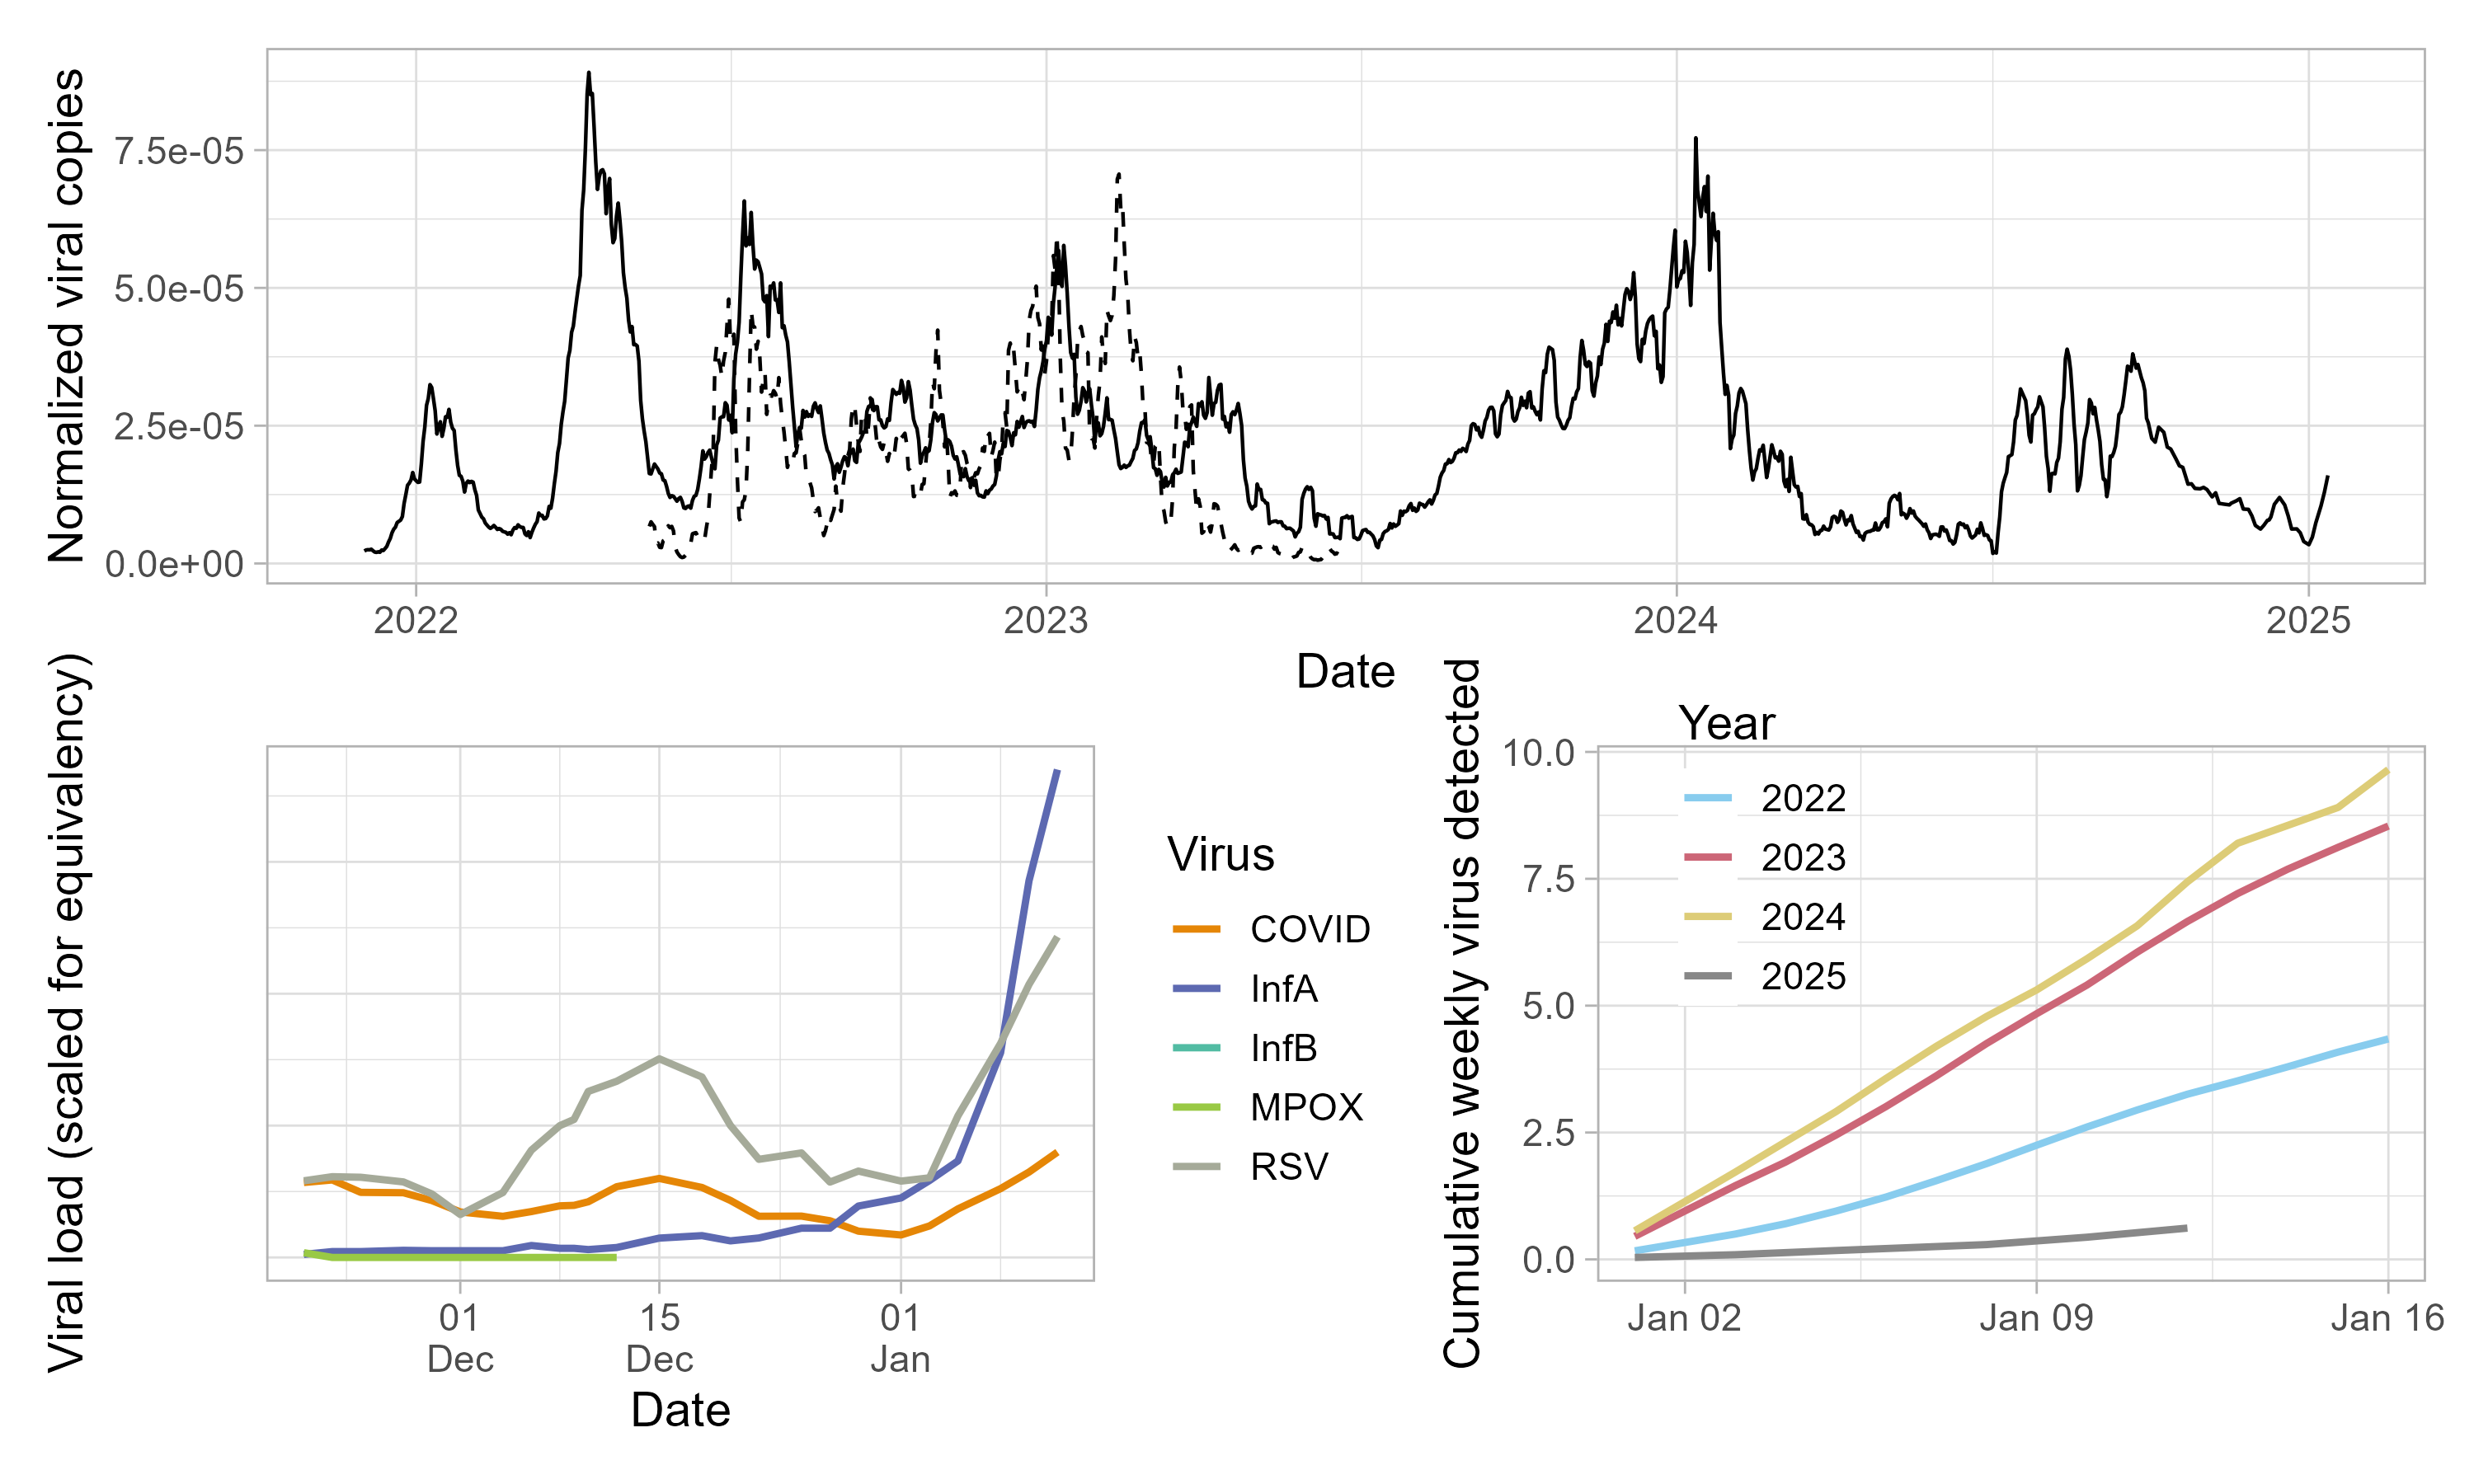 Normalized viral copies
7.5e-05
5.0e-05
2.5e-05
0.0e+00
2022
2023
2024
2025
Date
Viral load (scaled for equivalency)
01
Dec
15
Dec
01
Jan
Date
Virus
COVID
InfA
InfB
MPOX
RSV
Cumulative weekly virus detected
10.0
7.5
5.0
2.5
0.0
Year
2022
2023
2024
2025
Jan 02
Jan 09
Jan 16